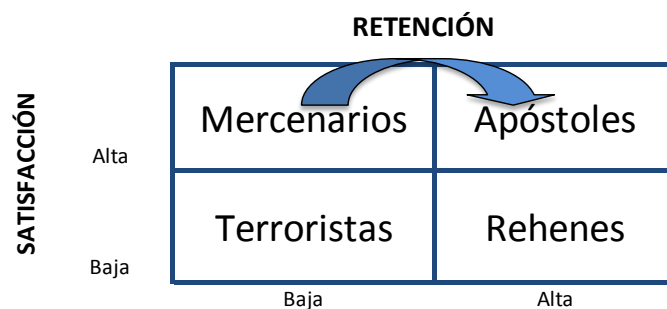 RETENCIÓN
SATISFACCIÓN
Alta
Mercenarios
Apóstoles
Baja
Terroristas
Rehenes
Baja
Alta